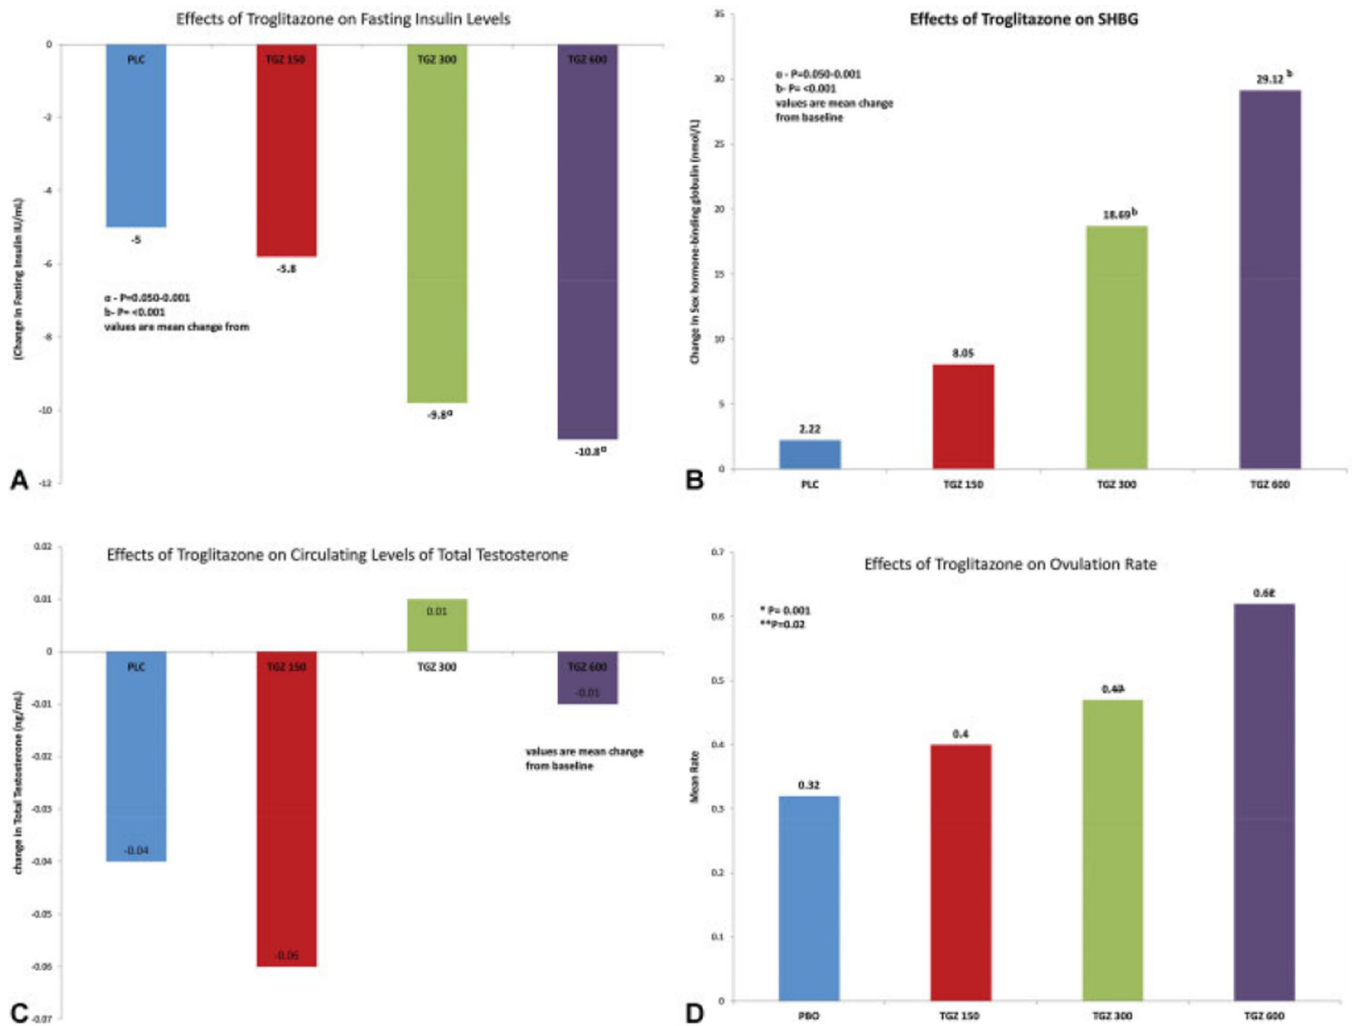 Effects of Troglitazone on Fasting Insulin Levels
0
-2
-4
-6
-8
-10
-12
(Change in Fasting Insulin IU/mL)
PLC
TGZ 150
TGZ 300
TGZ 600
-5
-5.8
-9.8ᵅ
-10.8ᵅ
α - P=0.050-0.001
b- P= <0.001
values are mean change from
A
Effects of Troglitazone on SHBG
35
30
25
20
15
10
5
0
Change in Sex hormone-binding globulin (nmol/L)
α - P=0.050-0.001
b- P= <0.001
values are mean change
from baseline
2.22
8.05
18.69ᵇ
29.12 ᵇ
PLC
TGZ 150
TGZ 300
TGZ 600
B
Effects of Troglitazone on Circulating Levels of Total Testosterone
0.02
0.01
0
-0.01
-0.02
-0.03
-0.04
-0.05
-0.06
-0.07
change in Total Testosterone (ng/mL)
PLC
TGZ 150
TGZ 300
TGZ 600
-0.04
-0.06
0.01
-0.01
values are mean change
from baseline
C
Effects of Troglitazone on Ovulation Rate
0.7
0.6
0.5
0.4
0.3
0.2
0.1
0
Mean Rate
* P= 0.001
**P=0.02
0.32
0.4
0.47
0.62
PBO
TGZ 150
TGZ 300
TGZ 600
D